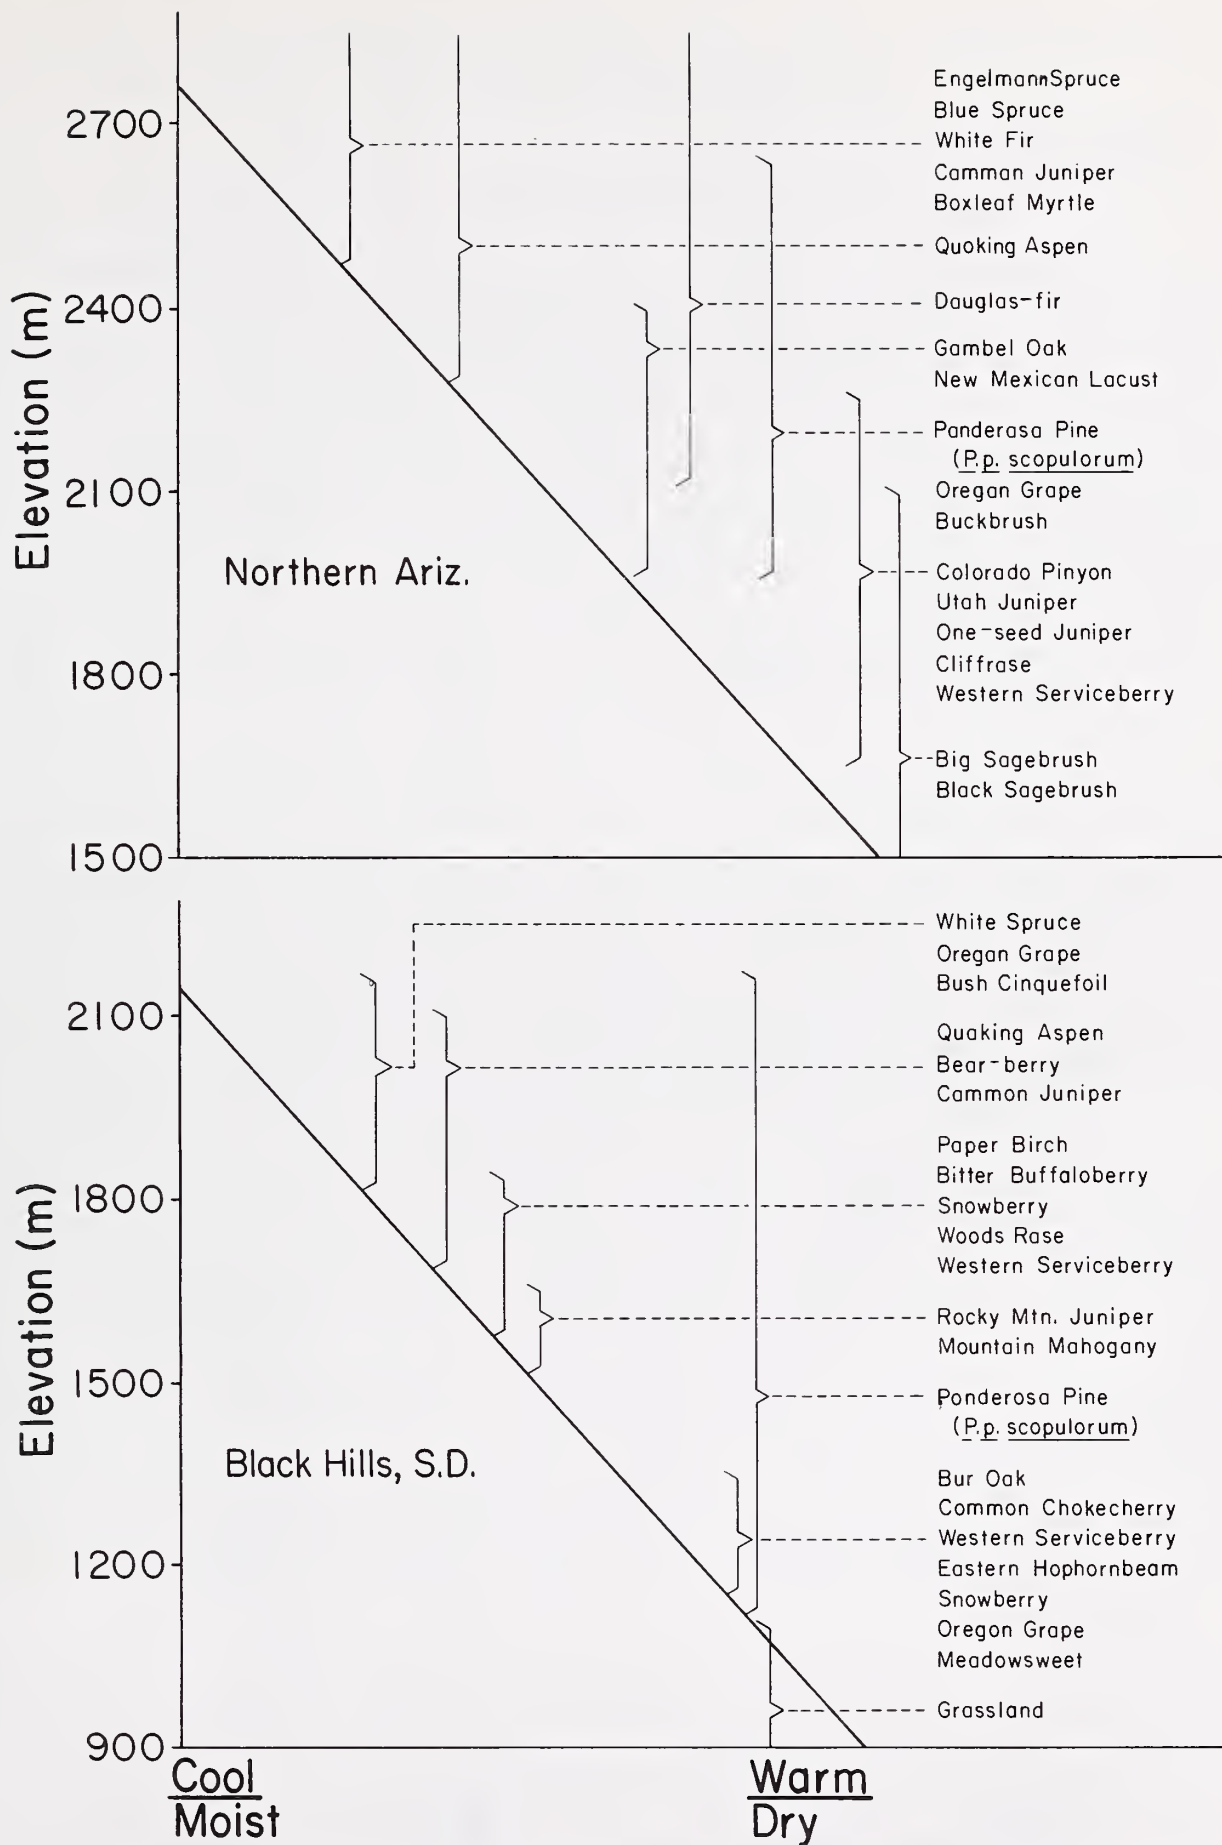 Elevation (m)
2700
2400
2100
1800
1500
Northern Ariz.
Engelmann Spruce
Blue Spruce
White Fir
Camman Juniper
Boxleaf Myrtle
Quoking Aspen
Dauglas-fir
Gambel Oak
New Mexican Lacust
Panderasa Pine
(P.p. scopulorum)
Oregan Grape
Buckbrush
Colorado Pinyon
Utah Juniper
One-seed Juniper
Cliffrase
Western Serviceberry
Big Sagebrush
Black Sagebrush
Elevation (m)
2100
1800
1500
1200
900
Black Hills, S.D.
White Spruce
Oregan Grape
Bush Cinquefoil
Quaking Aspen
Bear-berry
Cammon Juniper
Paper Birch
Bitter Buffaloberry
Snowberry
Woods Rase
Western Serviceberry
Rocky Mtn. Juniper
Mountain Mahogany
Ponderosa Pine
(P.p. scopulorum)
Bur Oak
Common Chokecherry
Western Serviceberry
Eastern Hophornbeam
Snowberry
Oregon Grape
Meadowsweet
Grassland
Cool
Moist
Warm
Dry